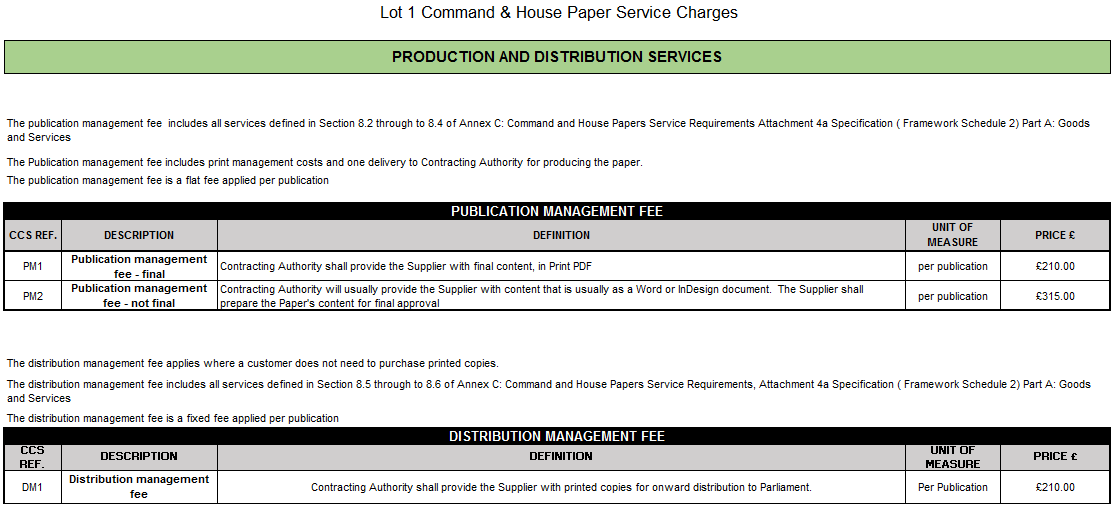 Lot 1 Command & House Paper Service Charges
PRODUCTION AND DISTRIBUTION SERVICES
The publication management fee  includes all services defined in Section 8.2 through to 8.4 of Annex C: Command and House Papers Service Requirements Attachment 4a Specification ( Framework Schedule 2) Part A: Goods
and Services
The Publication management fee includes print management costs and one delivery to Contracting Authority for producing the paper.
The publication management fee is a flat fee applied per publication
PUBLICATION MANAGEMENT FEE
CCS REF. DESCRIPTION DEFINITION UNIT OF
MEASURE PRICE £
PM1 Publication management
fee - final Contracting Authority shall provide the Supplier with final content, in Print PDF per publication £210.00
PM2 Publication management
fee - not final Contracting Authority will usually provide the Supplier with content that is usually as a Word or InDesign document.  The Supplier shall
prepare the Paper's content for final approval per publication £315.00
The distribution management fee applies where a customer does not need to purchase printed copies.
The distribution management fee includes all services defined in Section 8.5 through to 8.6 of Annex C: Command and House Papers Service Requirements, Attachment 4a Specification ( Framework Schedule 2) Part A: Goods
and Services
The distribution management fee is a fixed fee applied per publication
DISTRIBUTION MANAGEMENT FEE
CCS
REF. DESCRIPTION DEFINITION UNIT OF
MEASURE PRICE £
DM1 Distribution management
fee Contracting Authority shall provide the Supplier with printed copies for onward distribution to Parliament. Per Publication £210.00